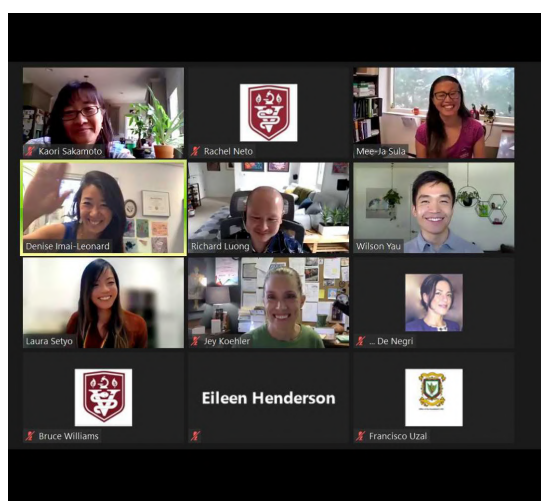 Kaori Sakamoto
Rachel Neto
Mee-Ja Sula
Denise Imai-Leonard
Richard Luong
Wilson Yau
Laura Setyo
Jey Koehler
... De Negri
Bruce Williams
Eileen Henderson
Francisco Uzal